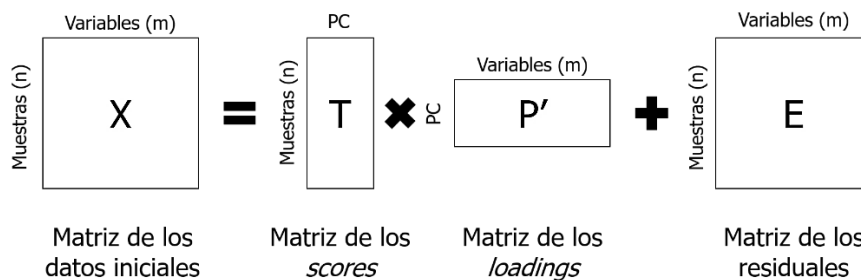 Variables (m)
Muestras (n)
X
=
PC
Muestras (n)
T
×
Variables (m)
PC
P′
+
Variables (m)
Muestras (n)
E
Matriz de los
datos iniciales
Matriz de los
scores
Matriz de los
loadings
Matriz de los
residuales